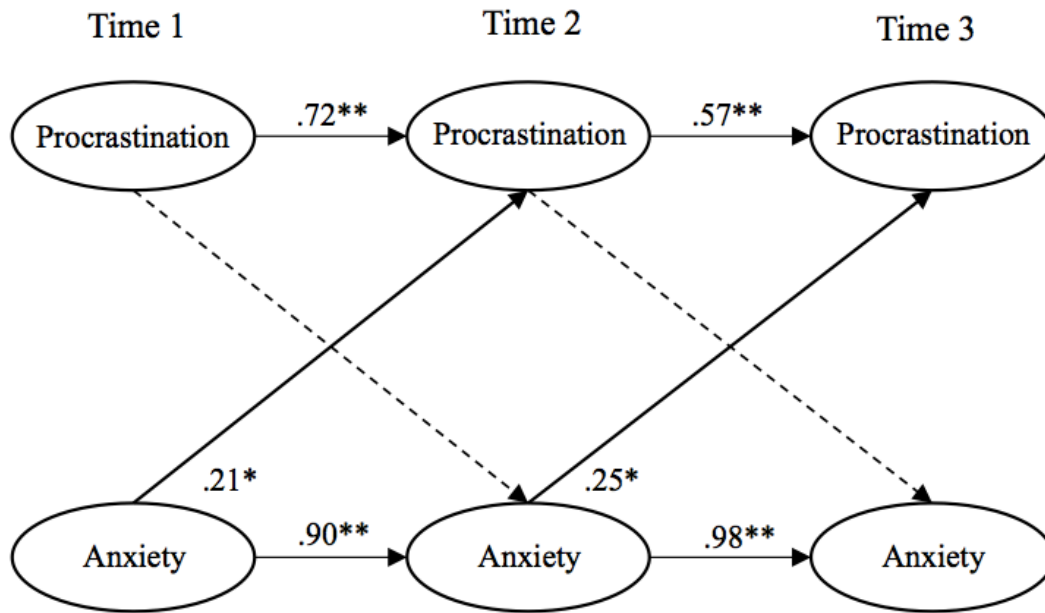 Time 1
Time 2
Time 3
Procrastination
.72**
Procrastination
.57**
Procrastination
.21*
.25*
Anxiety
.90**
Anxiety
.98**
Anxiety